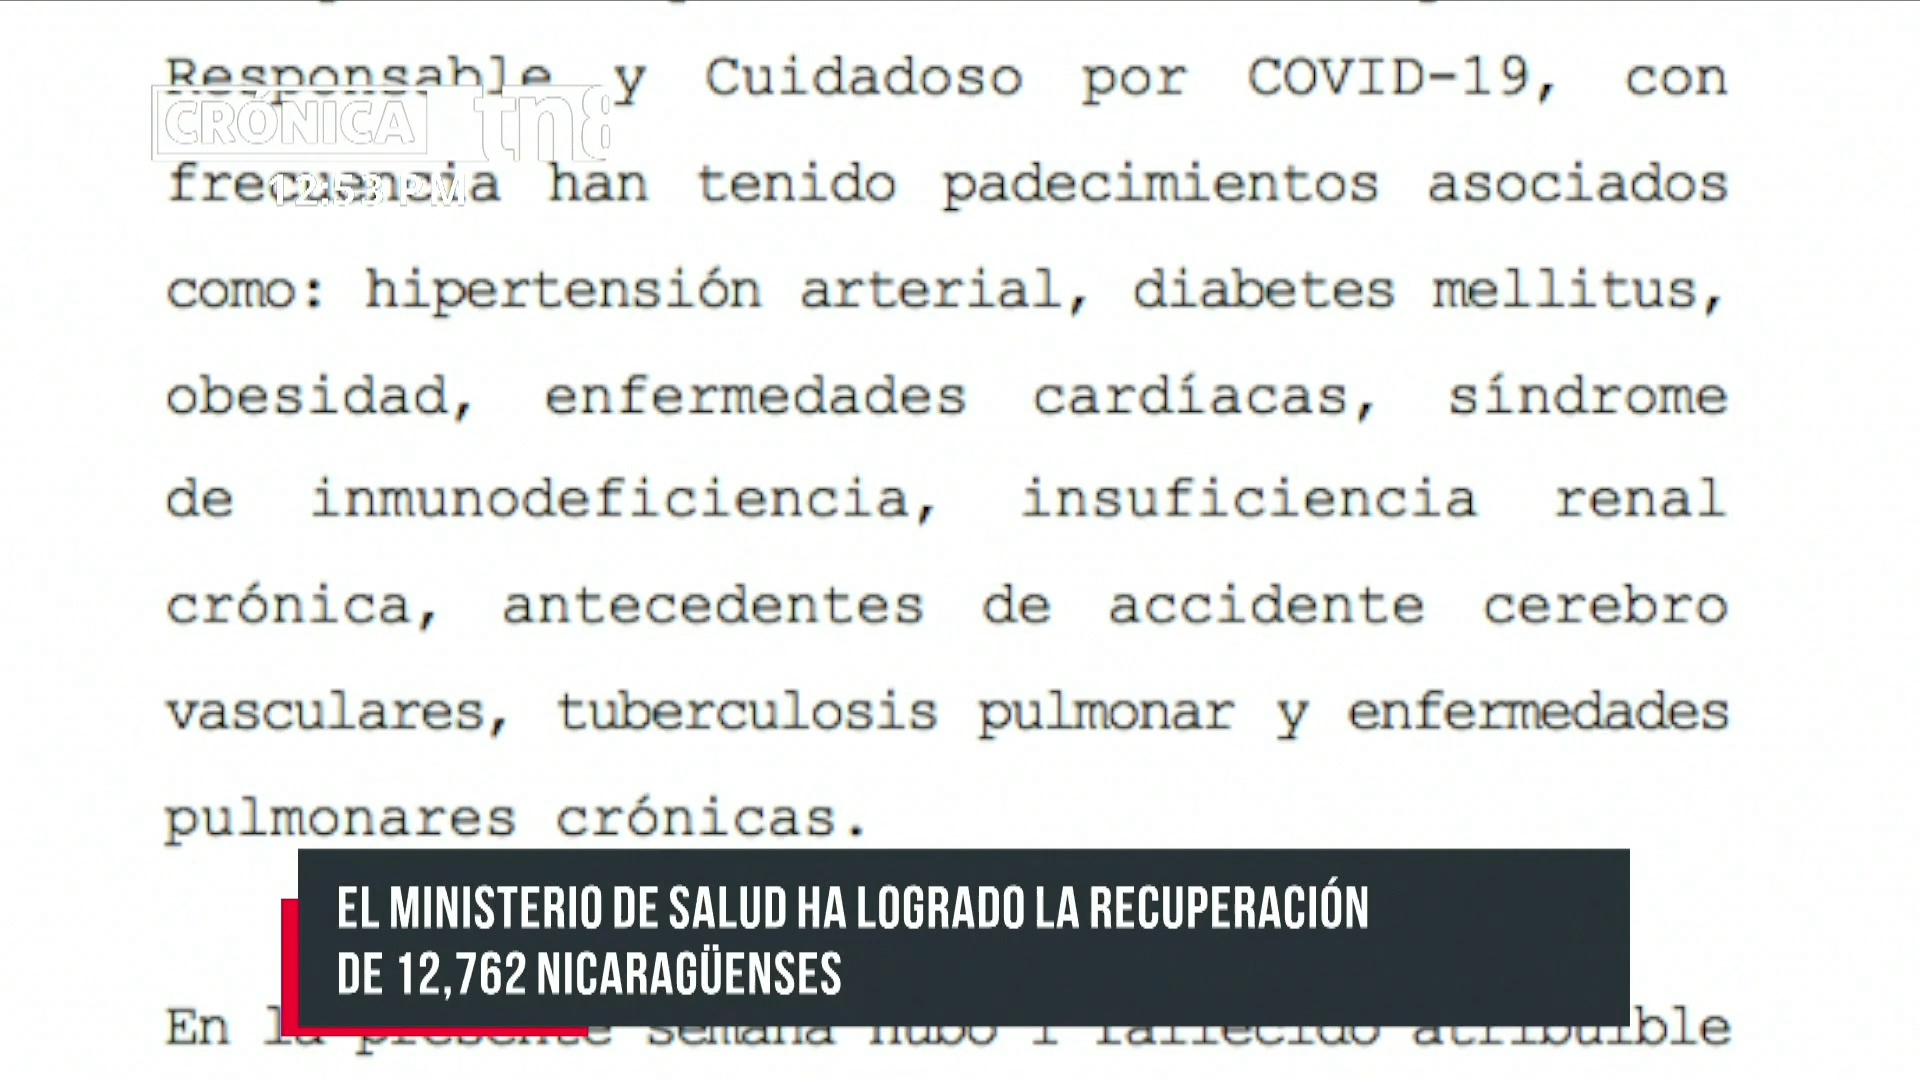 Responsable y Cuidadoso por COVID-19, con
CRÓNICA tn8
frecuencia han tenido padecimientos asociados
12:53 PM
como: hipertensión arterial, diabetes mellitus,
obesidad, enfermedades cardíacas, síndrome
de inmunodeficiencia, insuficiencia renal
crónica, antecedentes de accidente cerebro
vasculares, tuberculosis pulmonar y enfermedades
pulmonares crónicas.
EL MINISTERIO DE SALUD HA LOGRADO LA RECUPERACIÓN
DE 12,762 NICARAGÜENSES
En la presente semana hubo 1 fallecido atribuible